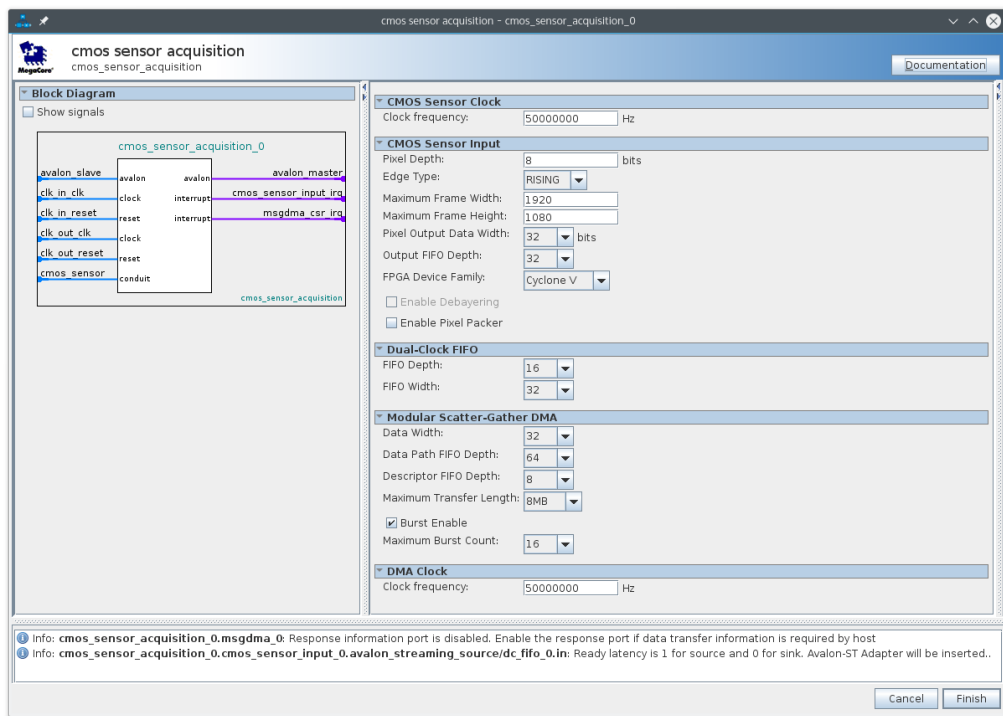 cmos sensor acquisition - cmos_sensor_acquisition_0
MegaCore'
cmos sensor acquisition
cmos_sensor_acquisition
Documentation
Block Diagram
Show signals
cmos_sensor_acquisition_0
avalon_slave avalon avalon avalon_master
clk_in_clk clock interrupt cmos_sensor_input_irq
clk_in_reset reset interrupt msgdma_csr_irq
clk_out_clk clock
clk_out_reset reset
cmos_sensor conduit
cmos_sensor_acquisition
CMOS Sensor Clock
Clock frequency: 50000000 Hz
CMOS Sensor Input
Pixel Depth: 8 bits
Edge Type: RISING
Maximum Frame Width: 1920
Maximum Frame Height: 1080
Pixel Output Data Width: 32 bits
Output FIFO Depth: 32
FPGA Device Family: Cyclone V
Enable Debayering
Enable Pixel Packer
Dual-Clock FIFO
FIFO Depth: 16
FIFO Width: 32
Modular Scatter-Gather DMA
Data Width: 32
Data Path FIFO Depth: 64
Descriptor FIFO Depth: 8
Maximum Transfer Length: 8MB
Burst Enable
Maximum Burst Count: 16
DMA Clock
Clock frequency: 50000000 Hz
Info: cmos_sensor_acquisition_0.msgdma_0: Response information port is disabled. Enable the response port if data transfer information is required by host
Info: cmos_sensor_acquisition_0.cmos_sensor_input_0.avalon_streaming_source/dc_fifo_0.in: Ready latency is 1 for source and 0 for sink. Avalon-ST Adapter will be inserted..
Cancel Finish